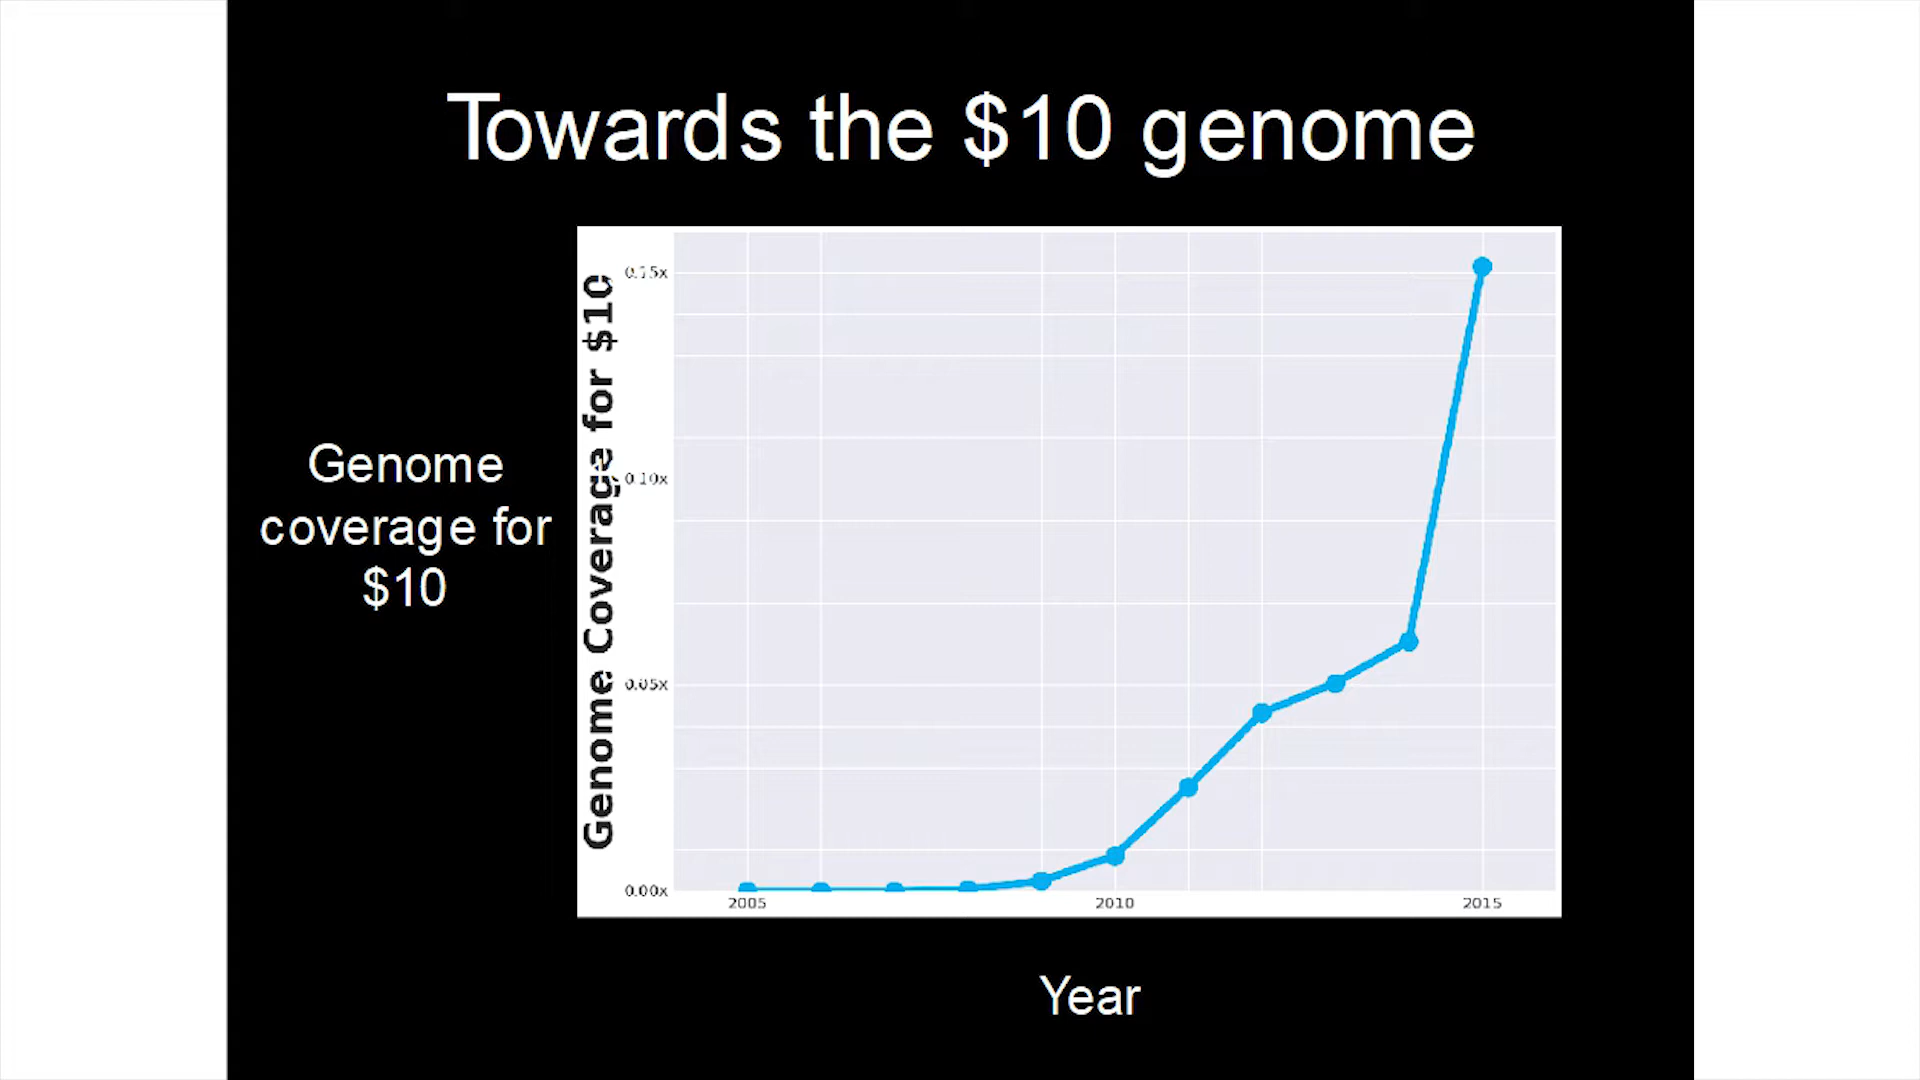 Towards the $10 genome
Genome
coverage for
$10
Genome Coverage for $10
0.15x
0.10x
0.05x
0.00x
2005
2010
2015
Year